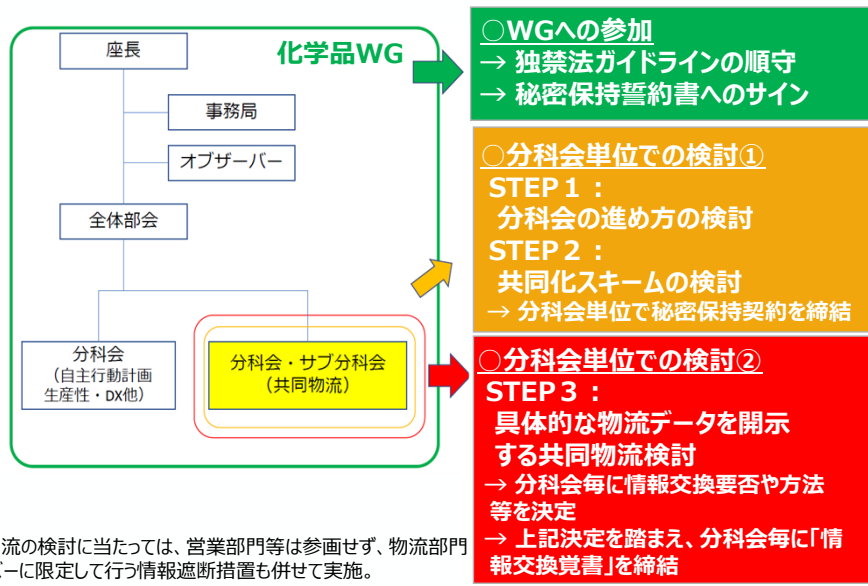 化学品WG
座長
事務局
オブザーバー
全体部会
分科会
(自主行動計画
生産性・DX他)
分科会・サブ分科会
(共同物流)
○WGへの参加
→ 独禁法ガイドラインの順守
→ 秘密保持誓約書へのサイン
○分科会単位での検討①
STEP1:
分科会の進め方の検討
STEP2:
共同化スキームの検討
→ 分科会単位で秘密保持契約を締結
○分科会単位での検討②
STEP3:
具体的な物流データを開示
する共同物流検討
→ 分科会毎に情報交換要否や方法
等を決定
→ 上記決定を踏まえ、分科会毎に「情
報交換覚書」を締結
流の検討に当たっては、営業部門等は参画せず、物流部門
バーに限定して行う情報遮断措置も併せて実施。